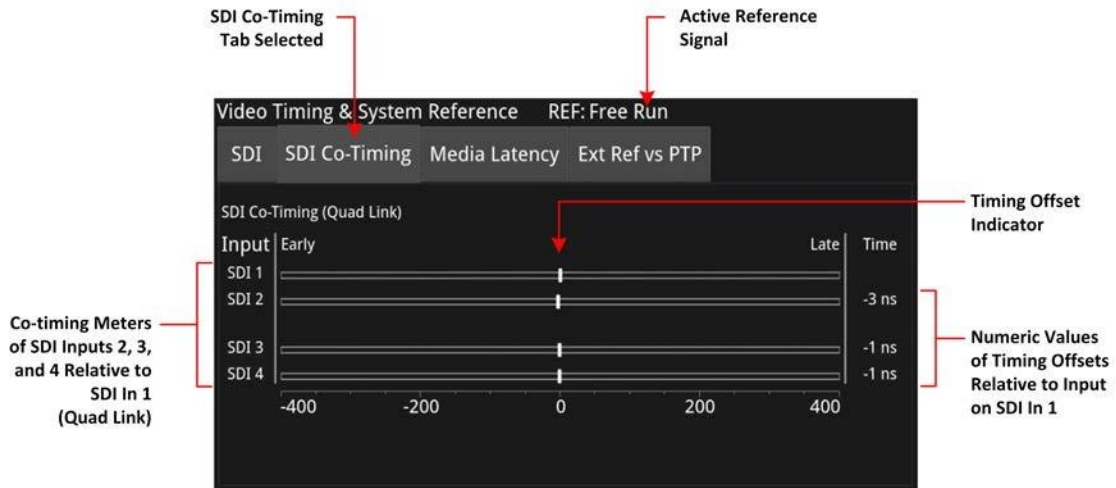 SDI Co-Timing
Tab Selected
Active Reference
Signal
Video Timing & System Reference REF: Free Run
SDI SDI Co-Timing Media Latency Ext Ref vs PTP
SDI Co-Timing (Quad Link)
Timing Offset
Indicator
Input Early Late Time
SDI 1
SDI 2 -3 ns
SDI 3 -1 ns
SDI 4 -1 ns
-400 -200 0 200 400
Co-timing Meters
of SDI Inputs 2, 3,
and 4 Relative to
SDI In 1
(Quad Link)
Numeric Values
of Timing Offsets
Relative to Input
on SDI In 1